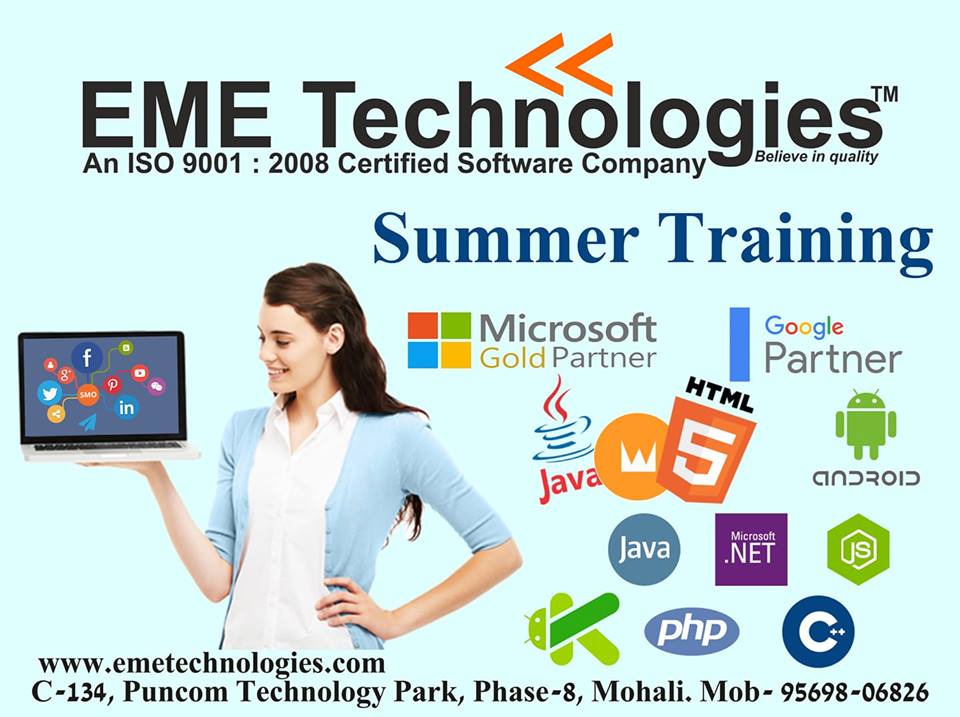 EME Technologies™
An ISO 9001 : 2008 Certified Software Company
Believe in quality
Summer Training
Microsoft
Gold Partner
Google
Partner
f
g+
SMO
in
Java
HTML
5
ANDROID
Java
Microsoft
.NET
JS
php
C++
www.emetechnologies.com
C-134, Puncom Technology Park, Phase-8, Mohali. Mob- 95698-06826